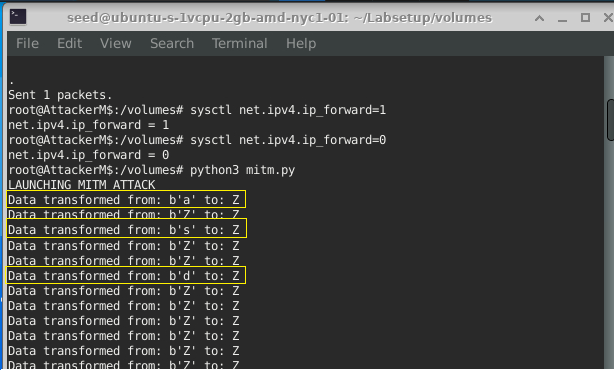 seed@ubuntu-s-1vcpu-2gb-amd-nyc1-01: ~/Labsetup/volumes
File Edit View Search Terminal Help
.
Sent 1 packets.
root@AttackerM$:/volumes# sysctl net.ipv4.ip_forward=1
net.ipv4.ip_forward = 1
root@AttackerM$:/volumes# sysctl net.ipv4.ip_forward=0
net.ipv4.ip_forward = 0
root@AttackerM$:/volumes# python3 mitm.py
LAUNCHING MITM ATTACK
Data transformed from: b'a' to: Z
Data transformed from: b'Z' to: Z
Data transformed from: b's' to: Z
Data transformed from: b'Z' to: Z
Data transformed from: b'Z' to: Z
Data transformed from: b'd' to: Z
Data transformed from: b'Z' to: Z
Data transformed from: b'Z' to: Z
Data transformed from: b'Z' to: Z
Data transformed from: b'Z' to: Z
Data transformed from: b'Z' to: Z
Data transformed from: b'Z' to: Z